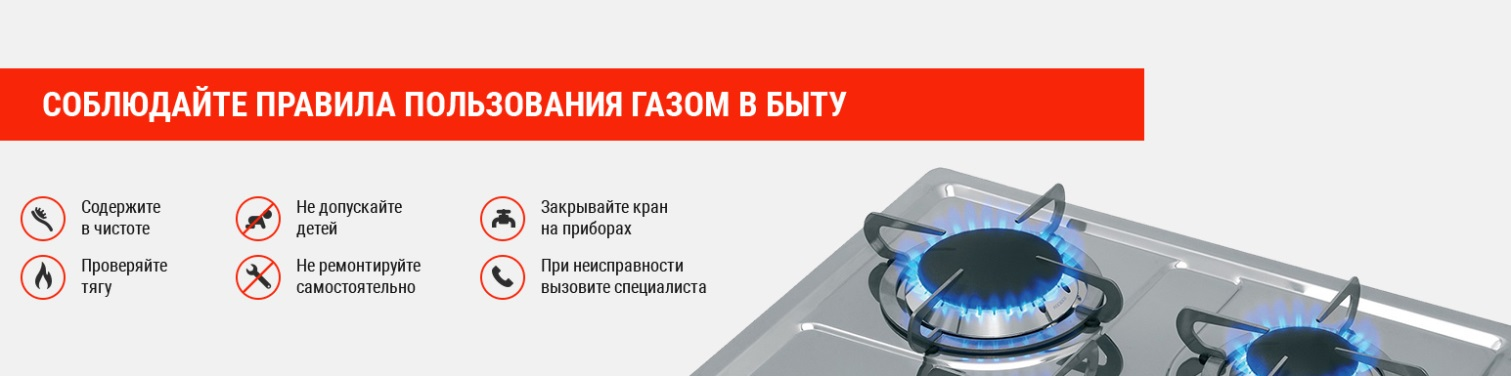 СОБЛЮДАЙТЕ ПРАВИЛА ПОЛЬЗОВАНИЯ ГАЗОМ В БЫТУ
Содержите
в чистоте
Не допускайте
детей
Закрывайте кран
на приборах
Проверяйте
тягу
Не ремонтируйте
самостоятельно
При неисправности
вызовите специалиста